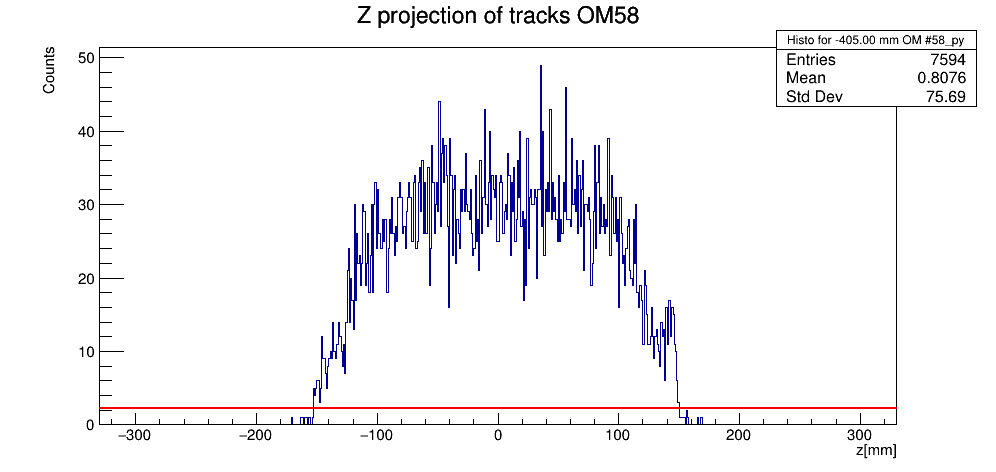 Z projection of tracks OM58
Histo for -405.00 mm OM #58_py
Entries 7594
Mean 0.8076
Std Dev 75.69
Counts
50
40
30
20
10
0
−300 −200 −100 0 100 200 300
z[mm]